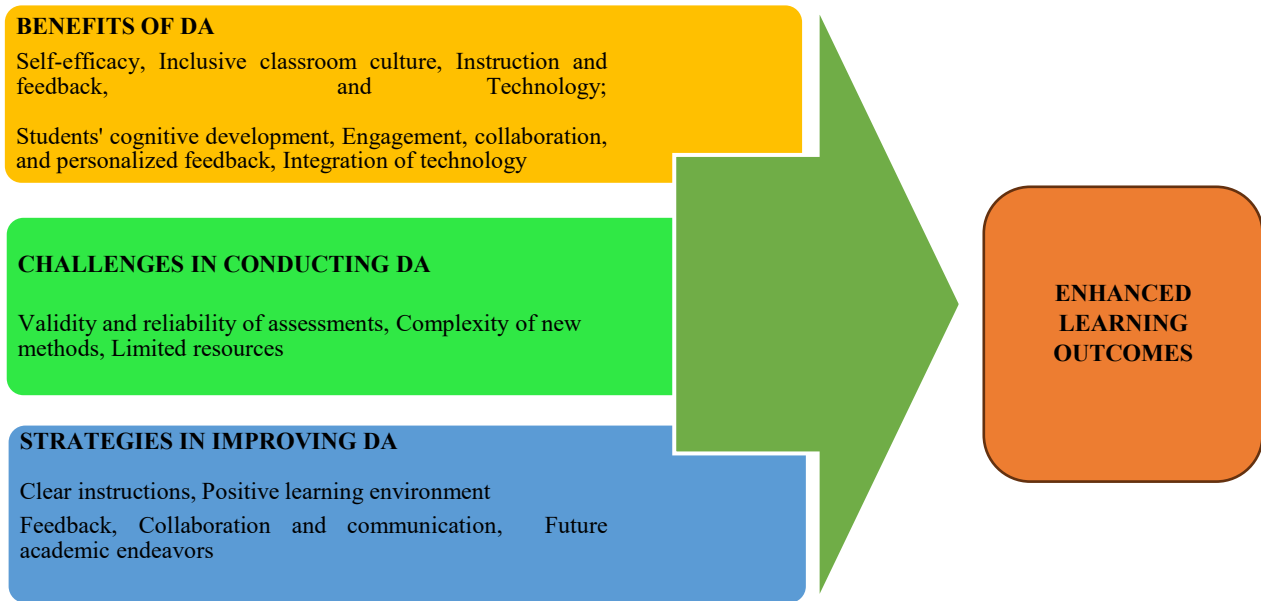 BENEFITS OF DA
Self-efficacy, Inclusive classroom culture, Instruction and
feedback, and Technology;
Students' cognitive development, Engagement, collaboration,
and personalized feedback, Integration of technology
CHALLENGES IN CONDUCTING DA
Validity and reliability of assessments, Complexity of new
methods, Limited resources
STRATEGIES IN IMPROVING DA
Clear instructions, Positive learning environment
Feedback, Collaboration and communication, Future
academic endeavors
ENHANCED
LEARNING
OUTCOMES